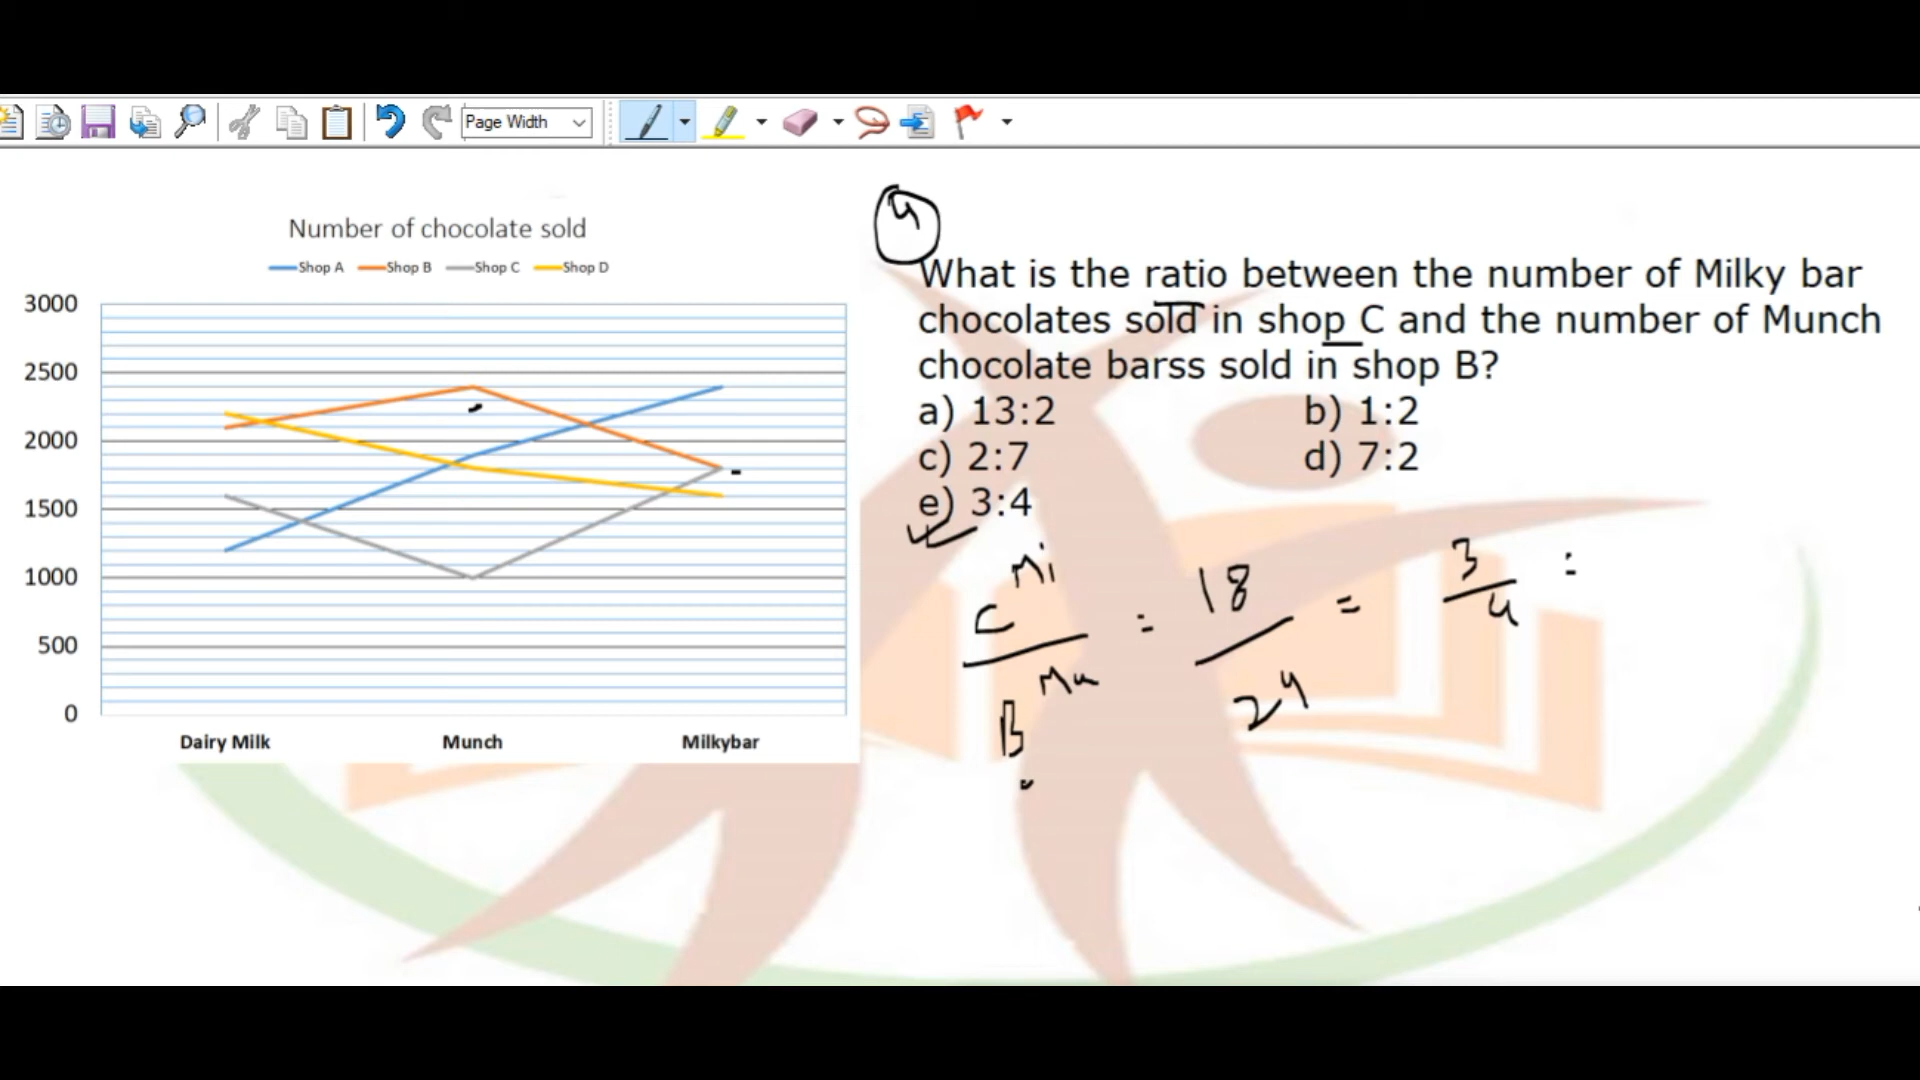 Page Width
Number of chocolate sold
Shop A Shop B Shop C Shop D
3000
2500
2000
1500
1000
500
0
Dairy Milk Munch Milkybar
4
What is the ratio between the number of Milky bar
chocolates sold in shop C and the number of Munch
chocolate barss sold in shop B?
a) 13:2 b) 1:2
c) 2:7 d) 7:2
e) 3:4
C Mi / B Mu = 18 / 24 = 3 / 4 =